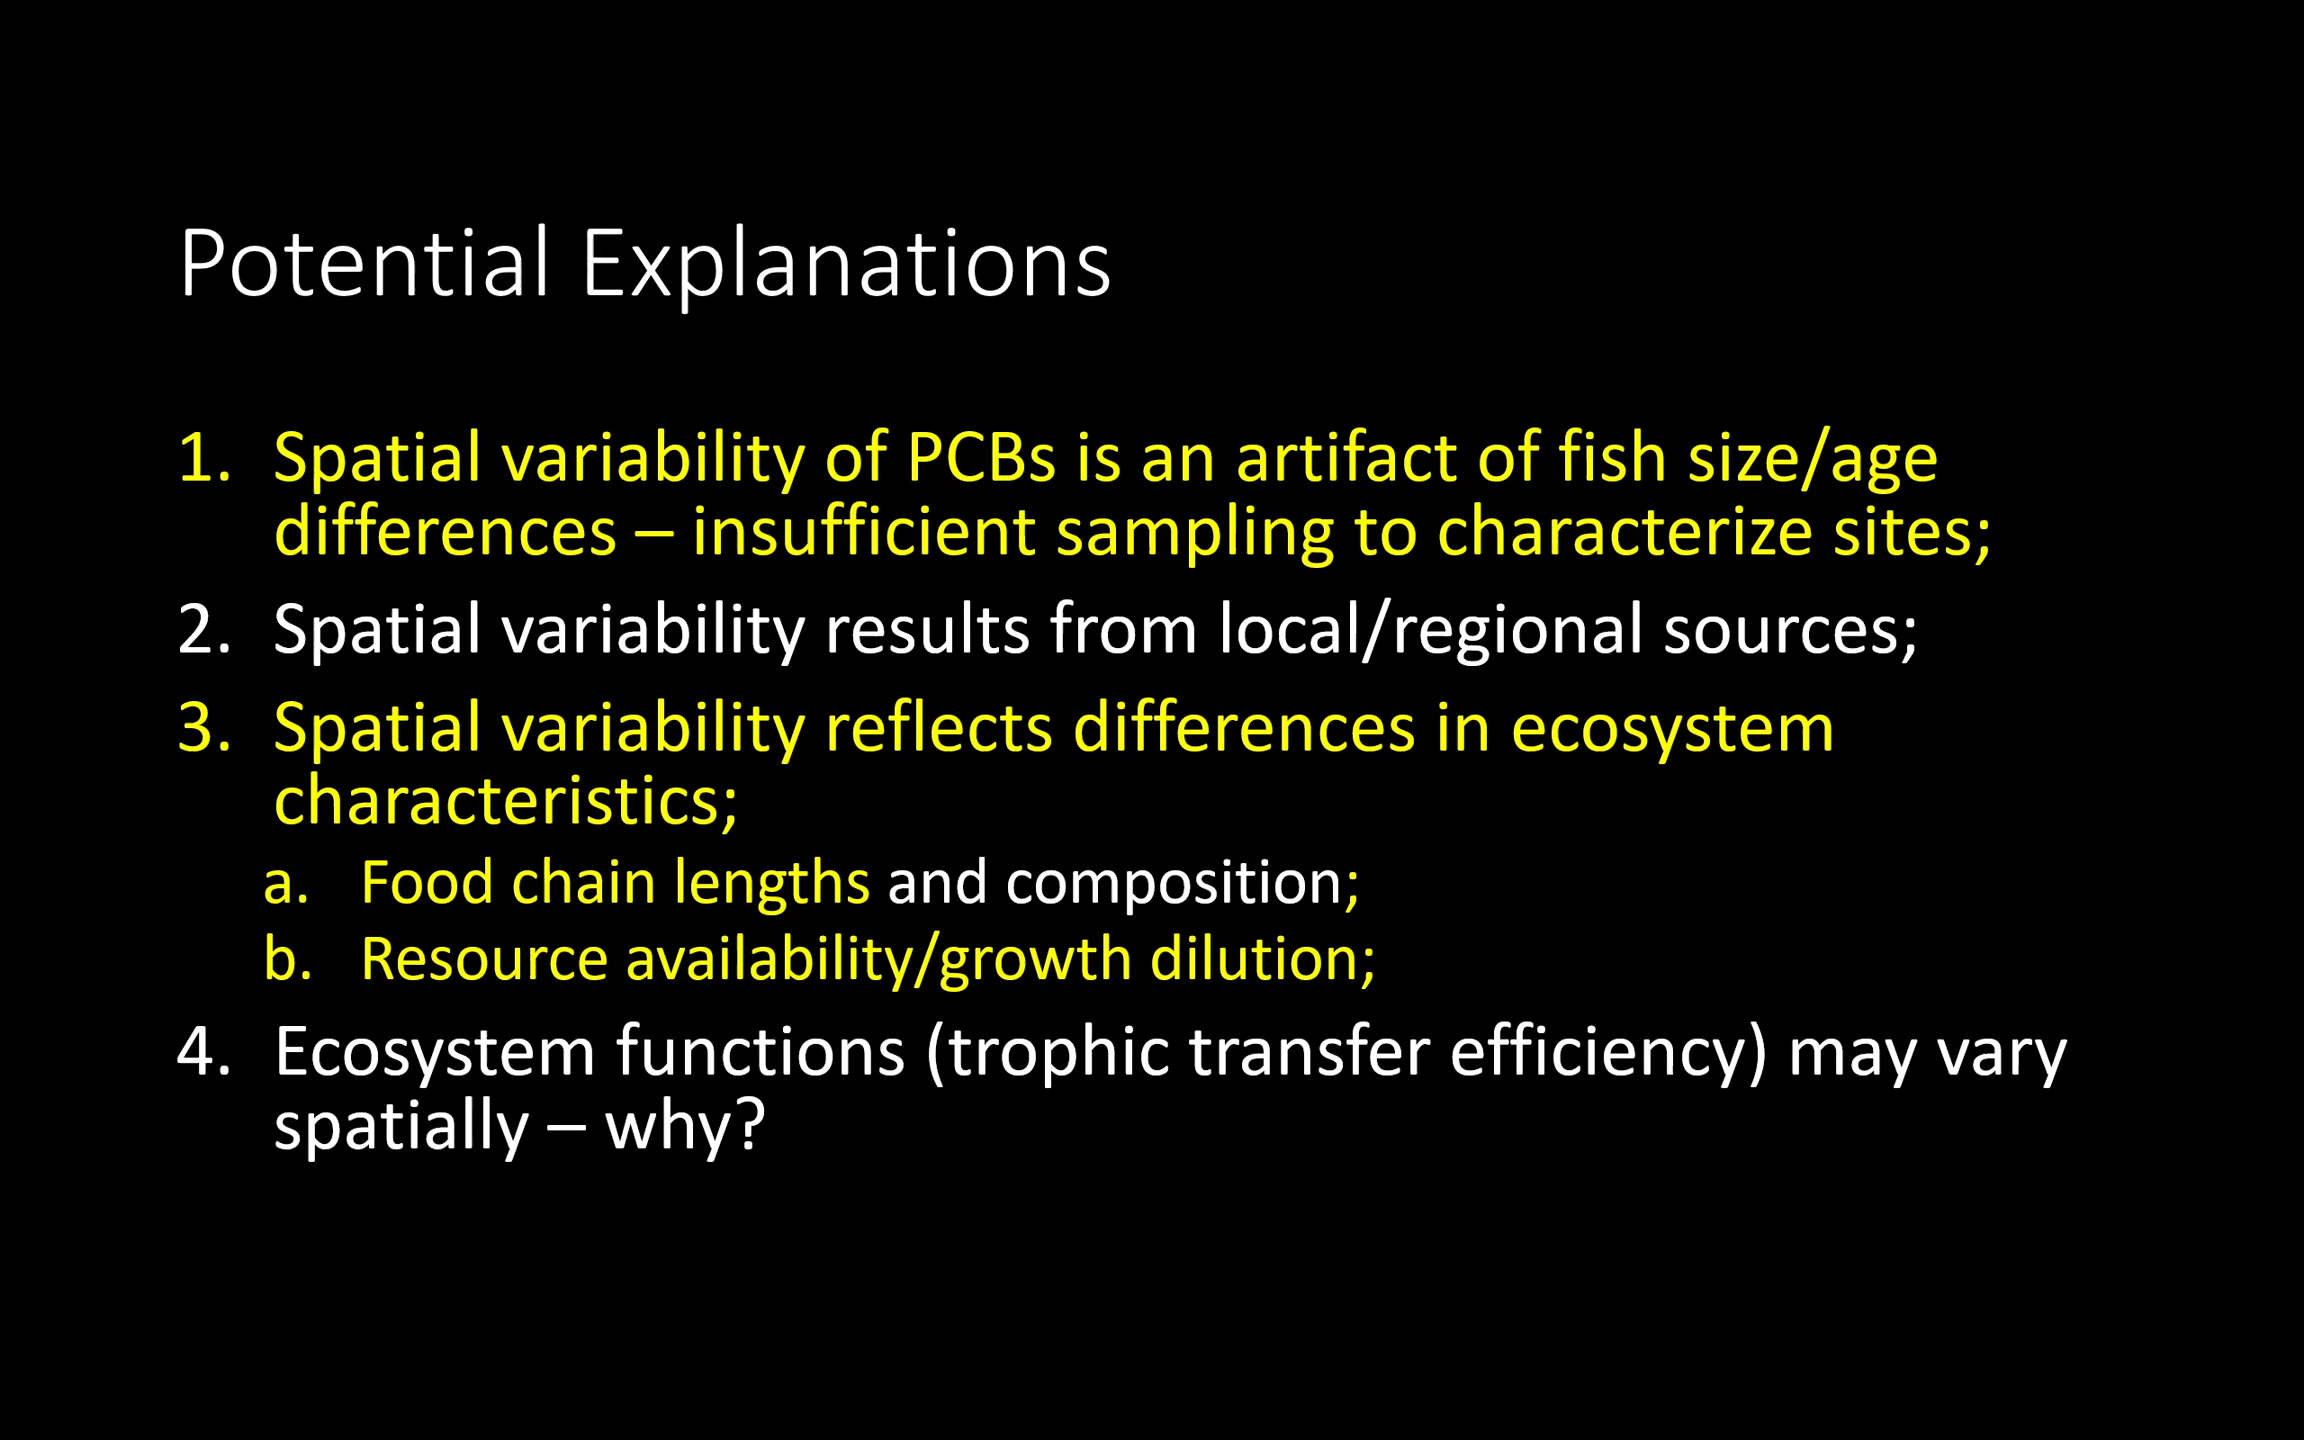 Potential Explanations
1. Spatial variability of PCBs is an artifact of fish size/age
differences – insufficient sampling to characterize sites;
2. Spatial variability results from local/regional sources;
3. Spatial variability reflects differences in ecosystem
characteristics;
a. Food chain lengths and composition;
b. Resource availability/growth dilution;
4. Ecosystem functions (trophic transfer efficiency) may vary
spatially – why?